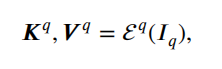 𝑲^q, 𝑽^q = ℰ^q(I_q),